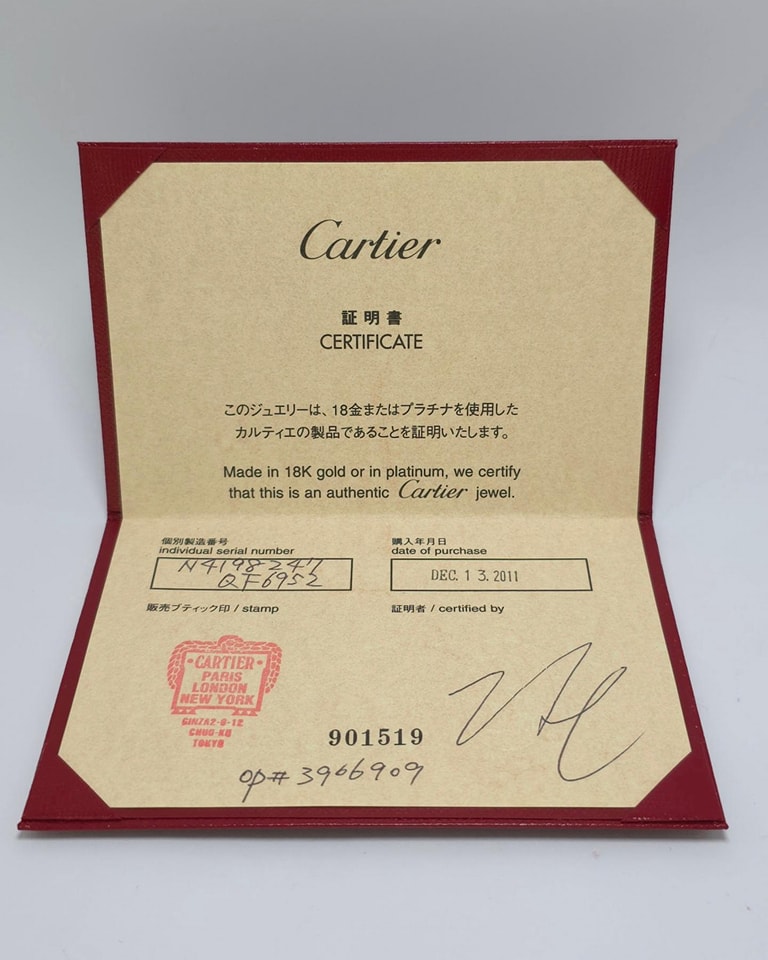 Cartier
証明書
CERTIFICATE
このジュエリーは、18金またはプラチナを使用した
カルティエの製品であることを証明いたします。
Made in 18K gold or in platinum, we certify
that this is an authentic Cartier jewel.
個別製造番号
individual serial number
N4198247
QF6952
購入年月日
date of purchase
DEC. 13. 2011
販売ブティック印 / stamp
証明者 / certified by
CARTIER
PARIS
LONDON
NEW YORK
GINZA2-6-12
CHUO-KU
TOKYO
901519
op# 3966909